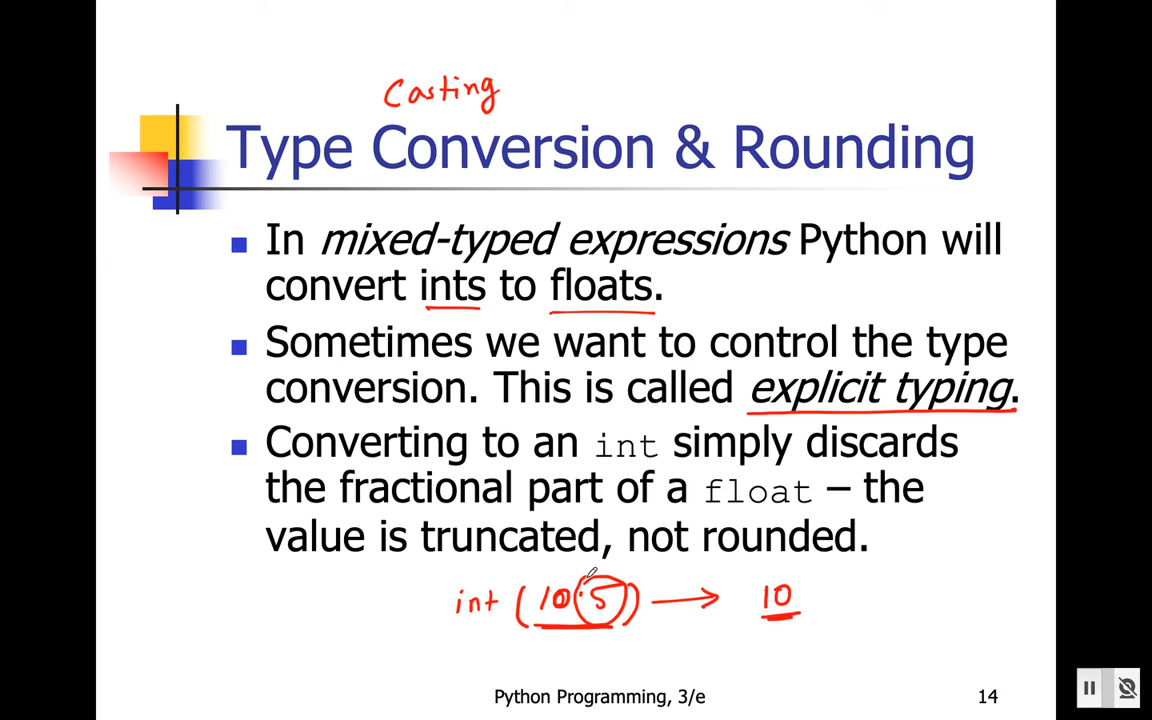 Casting
Type Conversion & Rounding
In mixed-typed expressions Python will
convert ints to floats.
Sometimes we want to control the type
conversion. This is called explicit typing.
Converting to an int simply discards
the fractional part of a float – the
value is truncated, not rounded.
int (10.5) → 10
Python Programming, 3/e
14